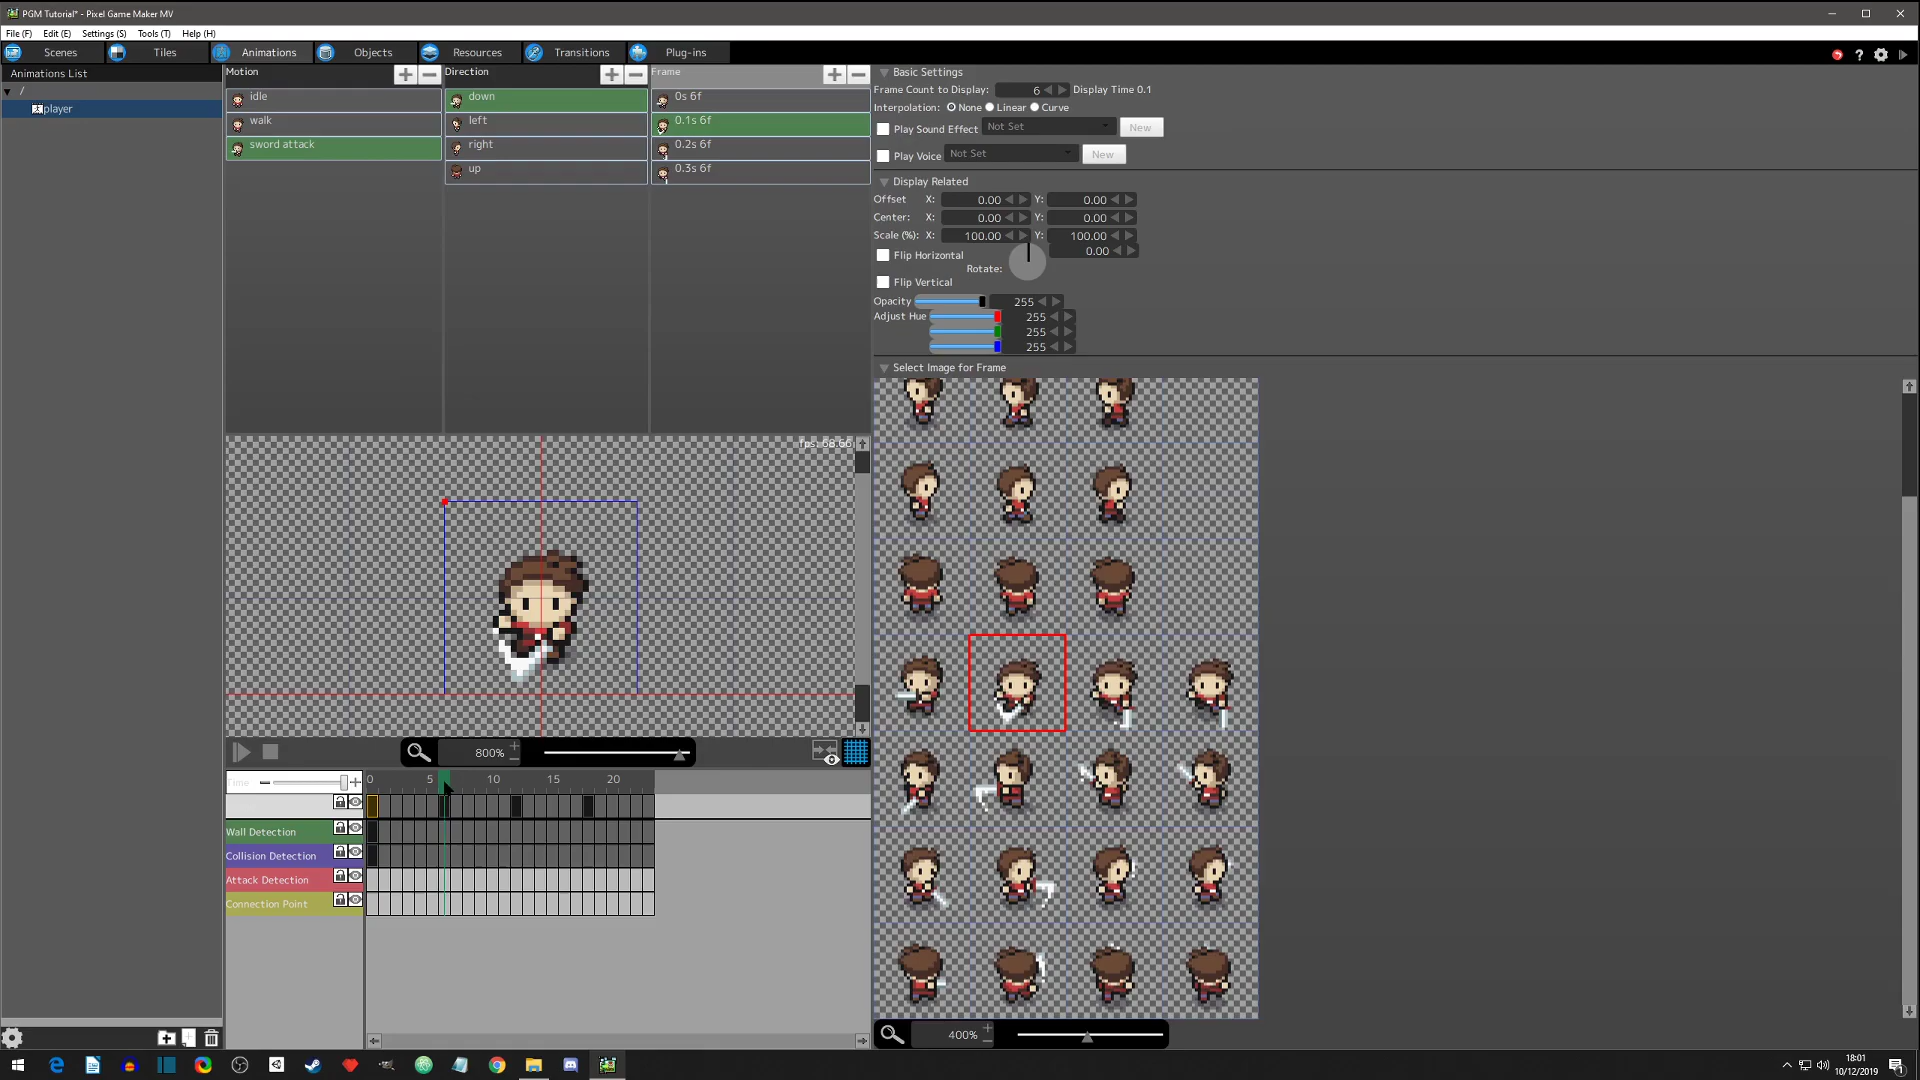 PGM Tutorial* - Pixel Game Maker MV
File (F) Edit (E) Settings (S) Tools (T) Help (H)
Scenes Tiles Animations Objects Resources Transitions Plug-ins
Animations List
/
player
Motion
idle
walk
sword attack
Direction
down
left
right
up
Frame
0s 6f
0.1s 6f
0.2s 6f
0.3s 6f
Basic Settings
Frame Count to Display: 6 Display Time 0.1
Interpolation: None Linear Curve
Play Sound Effect Not Set New
Play Voice Not Set New
Display Related
Offset X: 0.00 Y: 0.00
Center: X: 0.00 Y: 0.00
Scale (%): X: 100.00 Y: 100.00
Flip Horizontal 0.00
Rotate:
Flip Vertical
Opacity 255
Adjust Hue 255
255
255
Select Image for Frame
fps: 68.66
800%
Time 0 5 10 15 20
Wall Detection
Collision Detection
Attack Detection
Connection Point
400%
18:01
10/12/2019